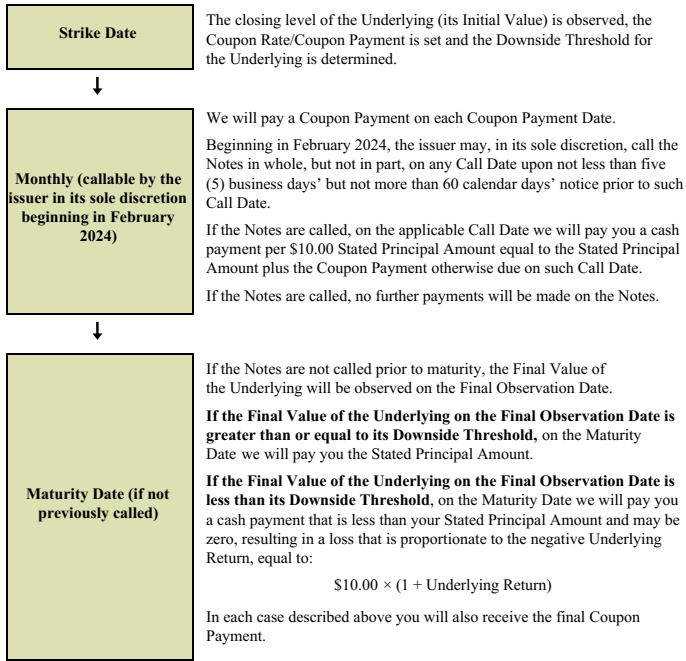 Strike Date
The closing level of the Underlying (its Initial Value) is observed, the
Coupon Rate/Coupon Payment is set and the Downside Threshold for
the Underlying is determined.
Monthly (callable by the
issuer in its sole discretion
beginning in February
2024)
We will pay a Coupon Payment on each Coupon Payment Date.
Beginning in February 2024, the issuer may, in its sole discretion, call the
Notes in whole, but not in part, on any Call Date upon not less than five
(5) business days’ but not more than 60 calendar days’ notice prior to such
Call Date.
If the Notes are called, on the applicable Call Date we will pay you a cash
payment per $10.00 Stated Principal Amount equal to the Stated Principal
Amount plus the Coupon Payment otherwise due on such Call Date.
If the Notes are called, no further payments will be made on the Notes.
Maturity Date (if not
previously called)
If the Notes are not called prior to maturity, the Final Value of
the Underlying will be observed on the Final Observation Date.
If the Final Value of the Underlying on the Final Observation Date is
greater than or equal to its Downside Threshold, on the Maturity
Date we will pay you the Stated Principal Amount.
If the Final Value of the Underlying on the Final Observation Date is
less than its Downside Threshold, on the Maturity Date we will pay you
a cash payment that is less than your Stated Principal Amount and may be
zero, resulting in a loss that is proportionate to the negative Underlying
Return, equal to:
$10.00 × (1 + Underlying Return)
In each case described above you will also receive the final Coupon
Payment.